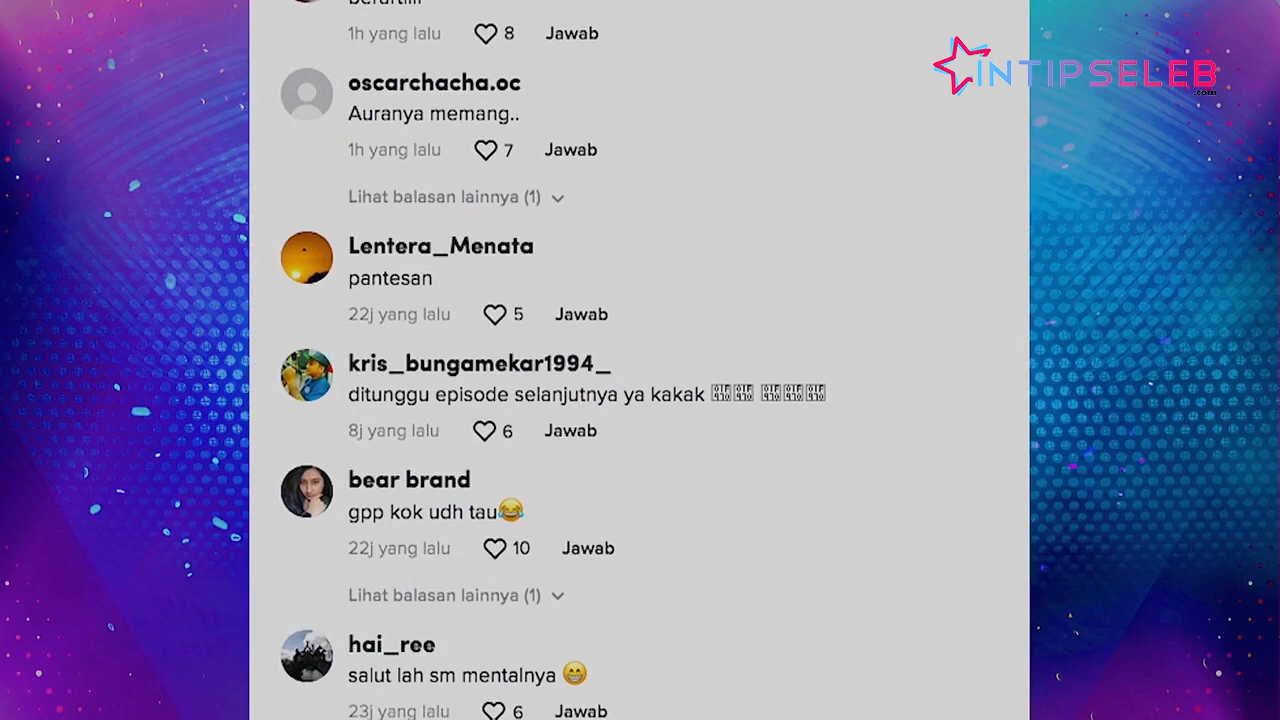 1h yang lalu 8 Jawab
INTIPSELEB
.com
oscarchacha.oc
Auranya memang..
1h yang lalu 7 Jawab
Lihat balasan lainnya (1)
Lentera_Menata
pantesan
22j yang lalu 5 Jawab
kris_bungamekar1994_
ditunggu episode selanjutnya ya kakak
8j yang lalu 6 Jawab
bear brand
gpp kok udh tau😂
22j yang lalu 10 Jawab
Lihat balasan lainnya (1)
hai_ree
salut lah sm mentalnya 😁
23j yang lalu 6 Jawab